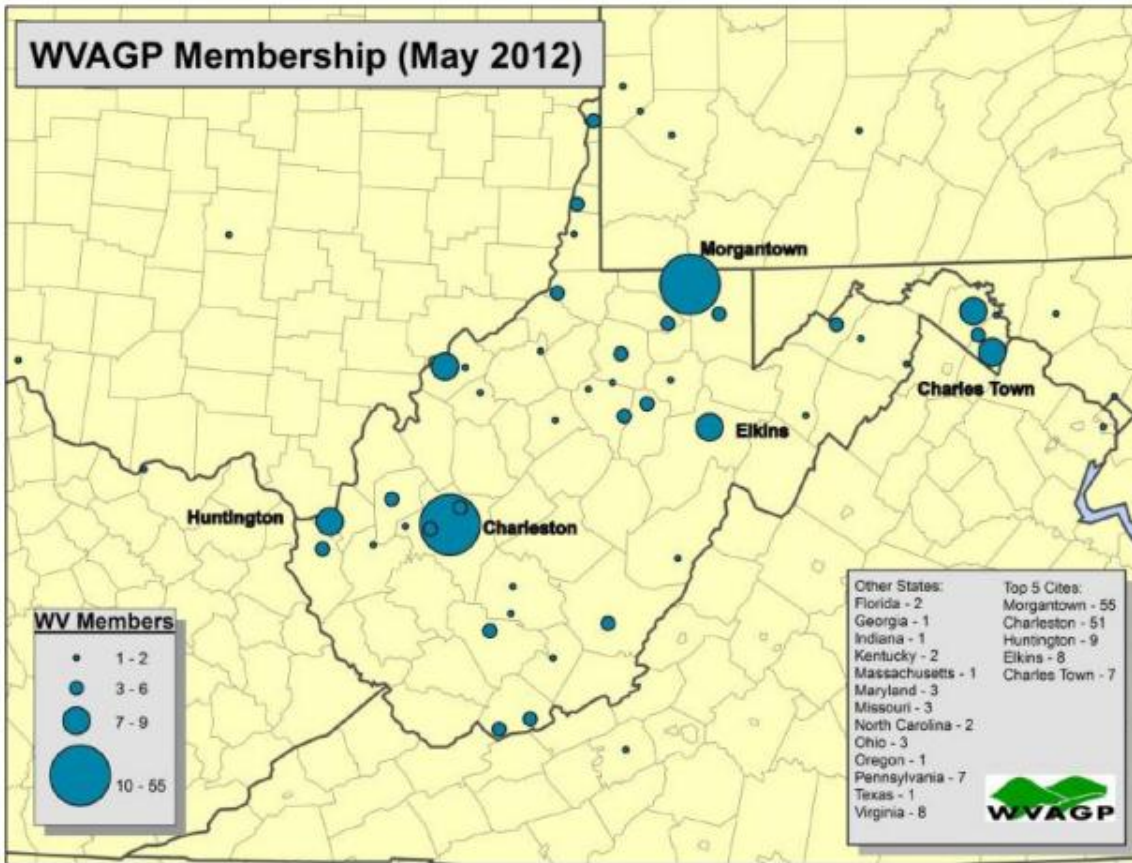 WVAGP Membership (May 2012)
Morgantown
Charles Town
Elkins
Huntington
Charleston
WV Members
1 - 2
3 - 6
7 - 9
10 - 55
Other States:
Florida - 2
Georgia - 1
Indiana - 1
Kentucky - 2
Massachusetts - 1
Maryland - 3
Missouri - 3
North Carolina - 2
Ohio - 3
Oregon - 1
Pennsylvania - 7
Texas - 1
Virginia - 8
Top 5 Cites:
Morgantown - 55
Charleston - 51
Huntington - 9
Elkins - 8
Charles Town - 7
WVAGP